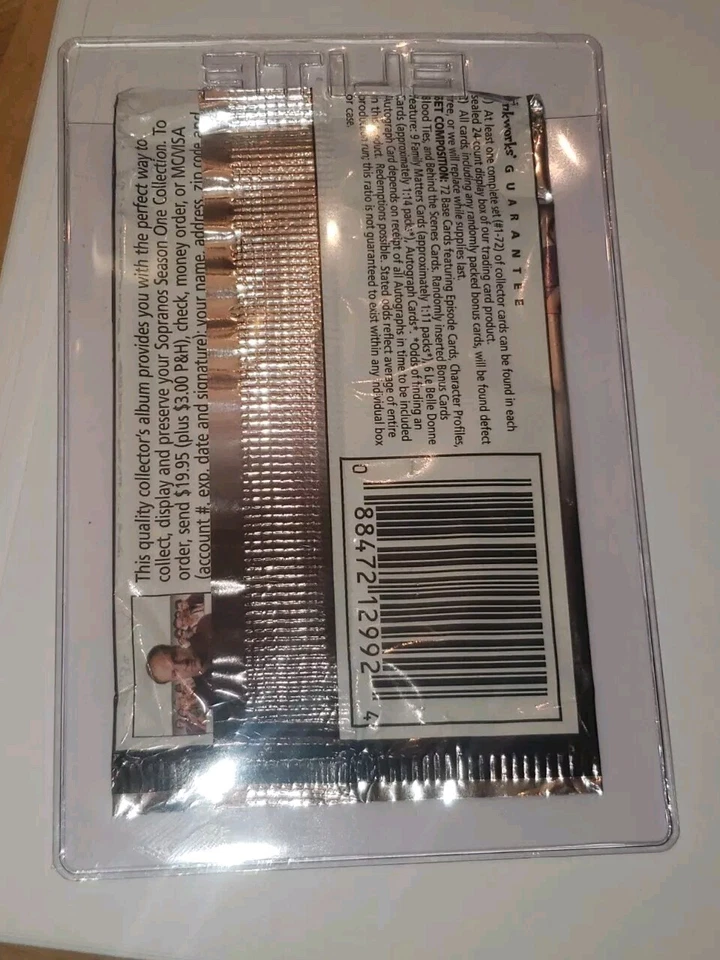 This quality collector's album provides you with the perfect way to
collect, display and preserve your Sopranos Season One Collection. To
order, send $19.95 (plus $3.00 P&H), check, money order, or MC/VISA
(account #, exp. date and signature); your name, address, zip code and
Inkworks' GUARANTEE
) At least one complete set (#1-72) of collector cards can be found in each
sealed 24-count display box of our trading card product.
) All cards, including any randomly packed bonus cards, will be found defect
free, or we will replace while supplies last.
SET COMPOSITION: 72 Base Cards featuring Episode Cards, Character Profiles,
Blood Ties, and Behind the Scenes Cards. Randomly inserted Bonus Cards
feature: 9 Family Matters Cards (approximately 1:11 packs*), 6 Le Belle Donne
Cards (approximately 1:14 packs*), Autograph Cards*. *Odds of finding an
Autograph Card depends on receipt of all Autographs in time to be included
in this product. Redemptions possible. Stated odds reflect average of entire
production run; this ratio is not guaranteed to exist within any individual box
or case.
0 88472 12992 4